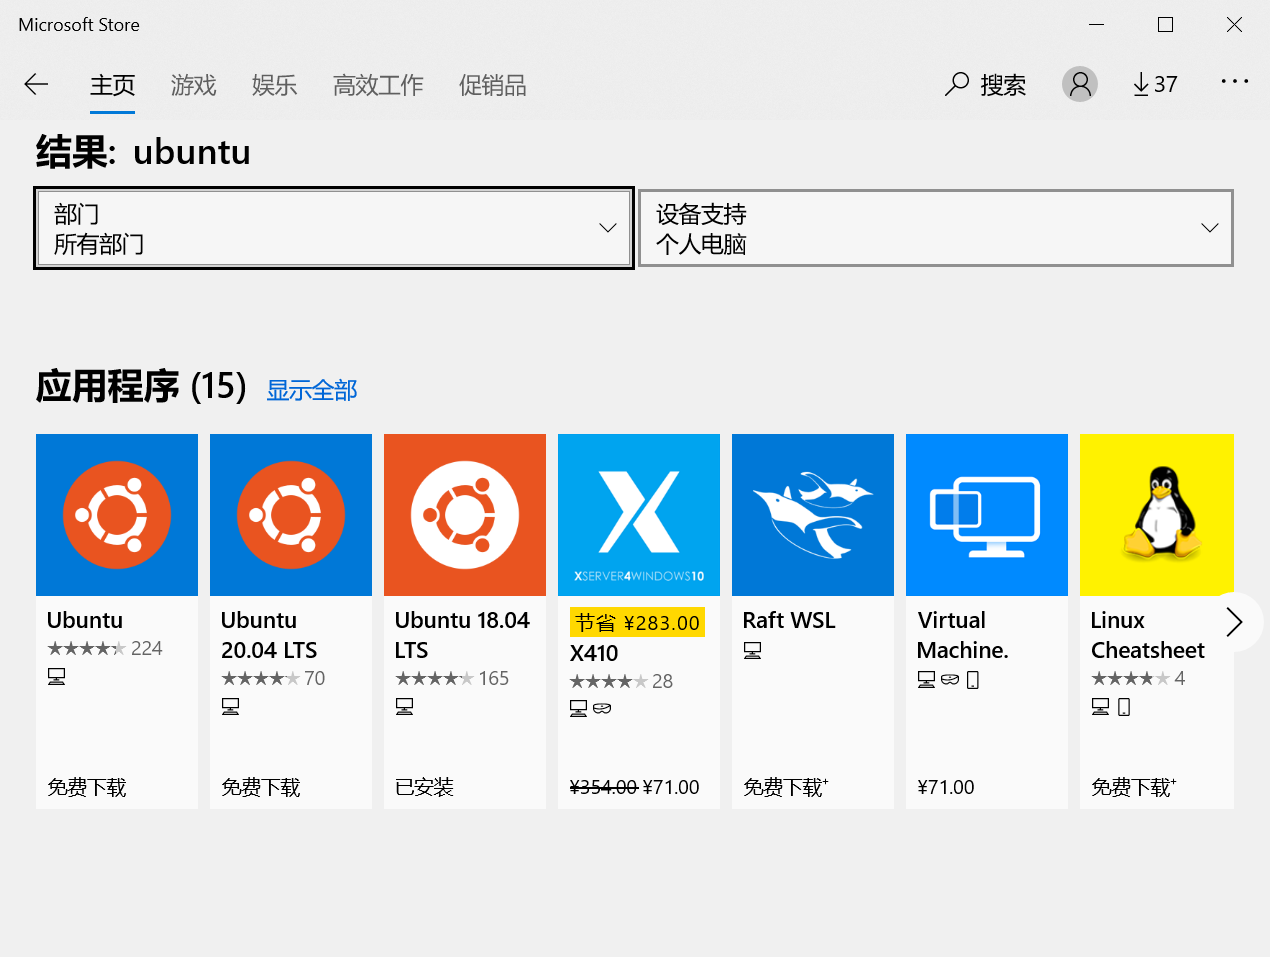 Microsoft Store
主页 游戏 娱乐 高效工作 促销品 搜索 37
结果: ubuntu
部门
所有部门
设备支持
个人电脑
应用程序 (15) 显示全部
Ubuntu
224
免费下载
Ubuntu
20.04 LTS
70
免费下载
Ubuntu 18.04
LTS
165
已安装
XSERVER4WINDOWS10
节省 ¥283.00
X410
28
¥354.00 ¥71.00
Raft WSL
免费下载+
Virtual
Machine.
¥71.00
Linux
Cheatsheet
4
免费下载+